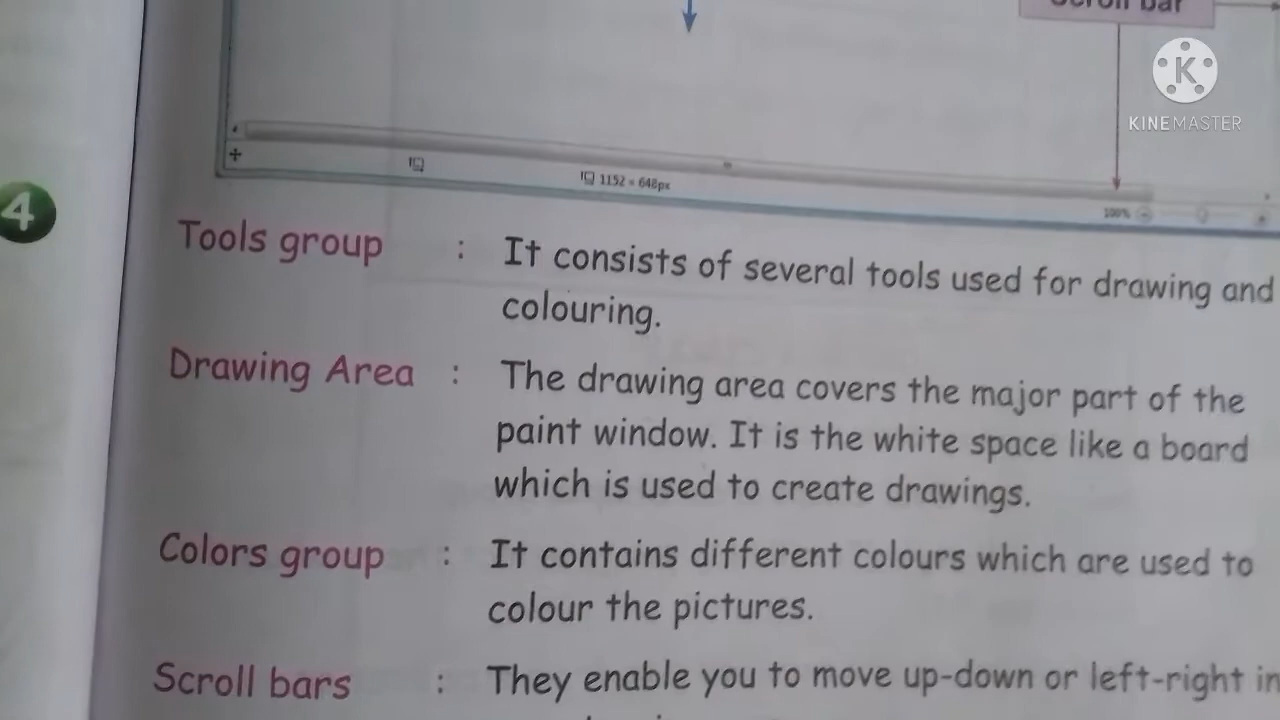 Scroll bar
K
KINEMASTER
1152 × 648px
100%
4
Tools group : It consists of several tools used for drawing and
colouring.
Drawing Area : The drawing area covers the major part of the
paint window. It is the white space like a board
which is used to create drawings.
Colors group : It contains different colours which are used to
colour the pictures.
Scroll bars : They enable you to move up-down or left-right in